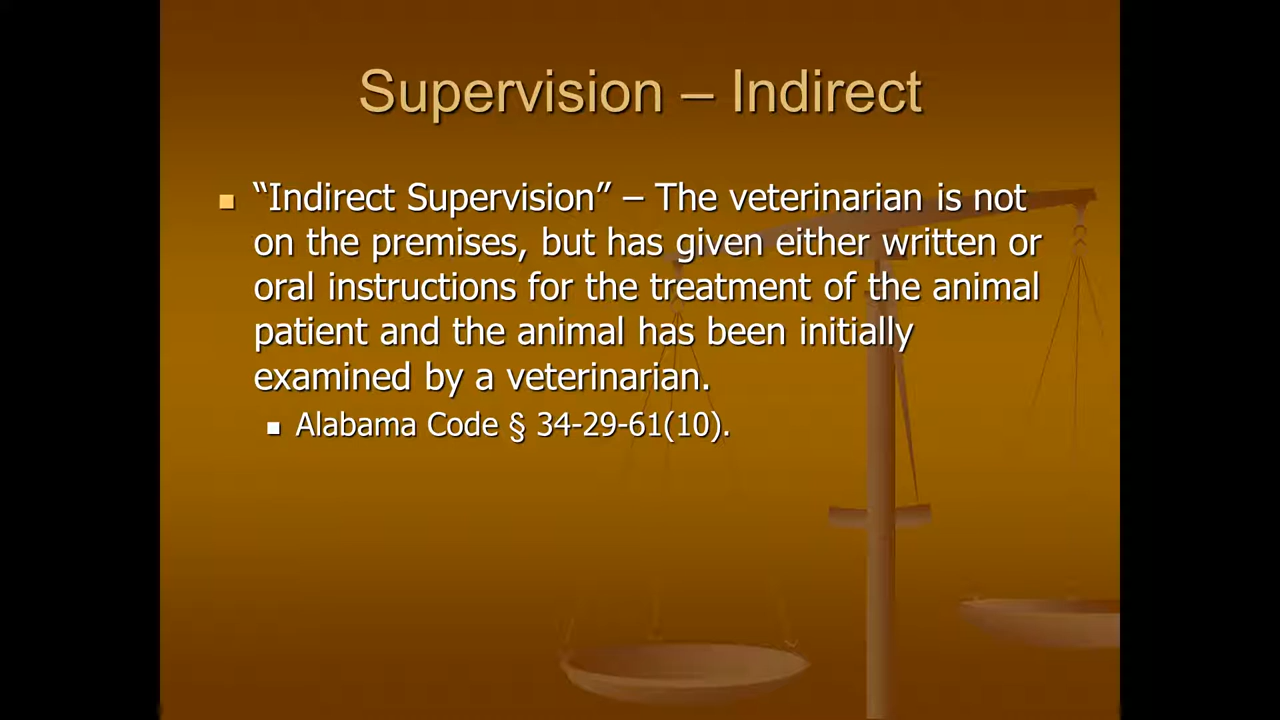 Supervision – Indirect
“Indirect Supervision” – The veterinarian is not
on the premises, but has given either written or
oral instructions for the treatment of the animal
patient and the animal has been initially
examined by a veterinarian.
Alabama Code § 34-29-61(10).